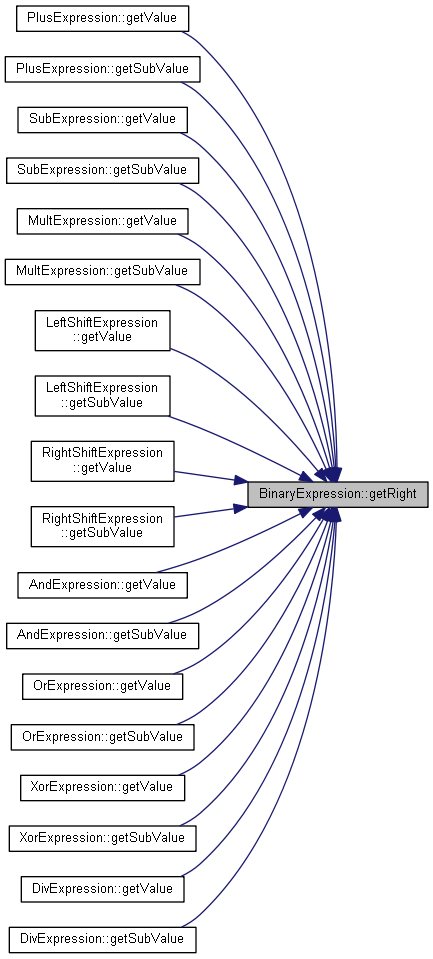 PlusExpression::getValue
PlusExpression::getSubValue
SubExpression::getValue
SubExpression::getSubValue
MultExpression::getValue
MultExpression::getSubValue
LeftShiftExpression
::getValue
LeftShiftExpression
::getSubValue
RightShiftExpression
::getValue
BinaryExpression::getRight
RightShiftExpression
::getSubValue
AndExpression::getValue
AndExpression::getSubValue
OrExpression::getValue
OrExpression::getSubValue
XorExpression::getValue
XorExpression::getSubValue
DivExpression::getValue
DivExpression::getSubValue